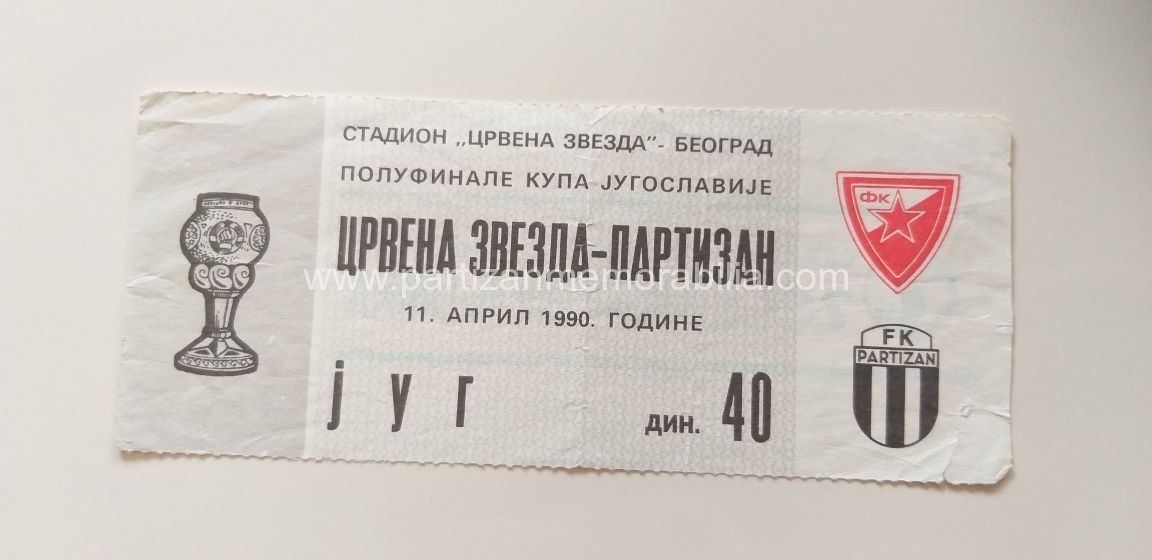 СТАДИОН „ЦРВЕНА ЗВЕЗДА”- БЕОГРАД
ПОЛУФИНАЛЕ КУПА ЈУГОСЛАВИЈЕ
ЦРВЕНА ЗВЕЗДА-ПАРТИЗАН
www.partizanmemorabilia.com
11. АПРИЛ 1990. ГОДИНЕ
ЈУГ
ДИН. 40
ФК
FK
PARTIZAN